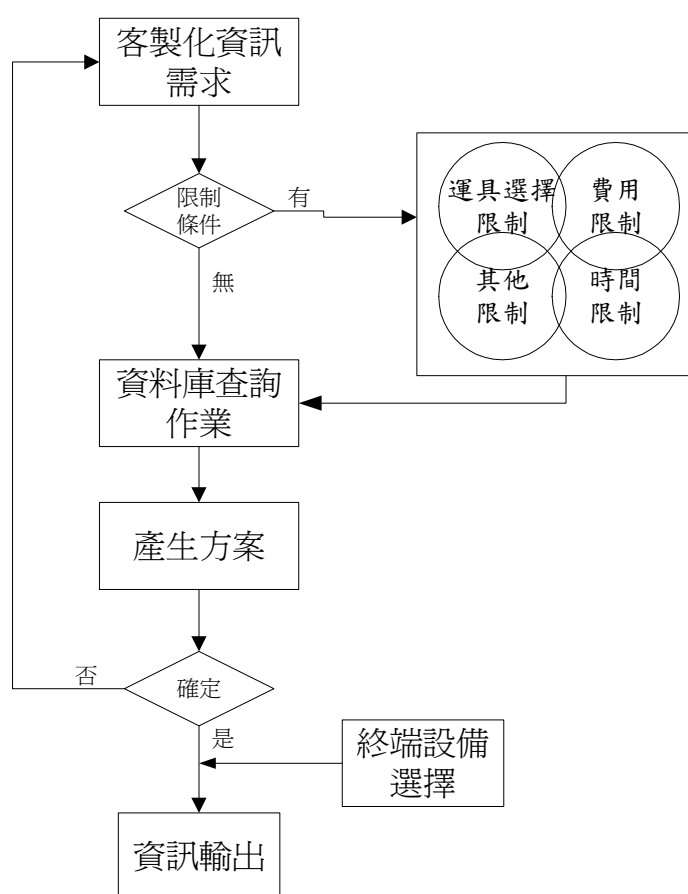 客製化資訊
需求
限制
條件
有
運具選擇
限制
費用
限制
其他
限制
時間
限制
無
資料庫查詢
作業
產生方案
否
確定
是
終端設備
選擇
資訊輸出